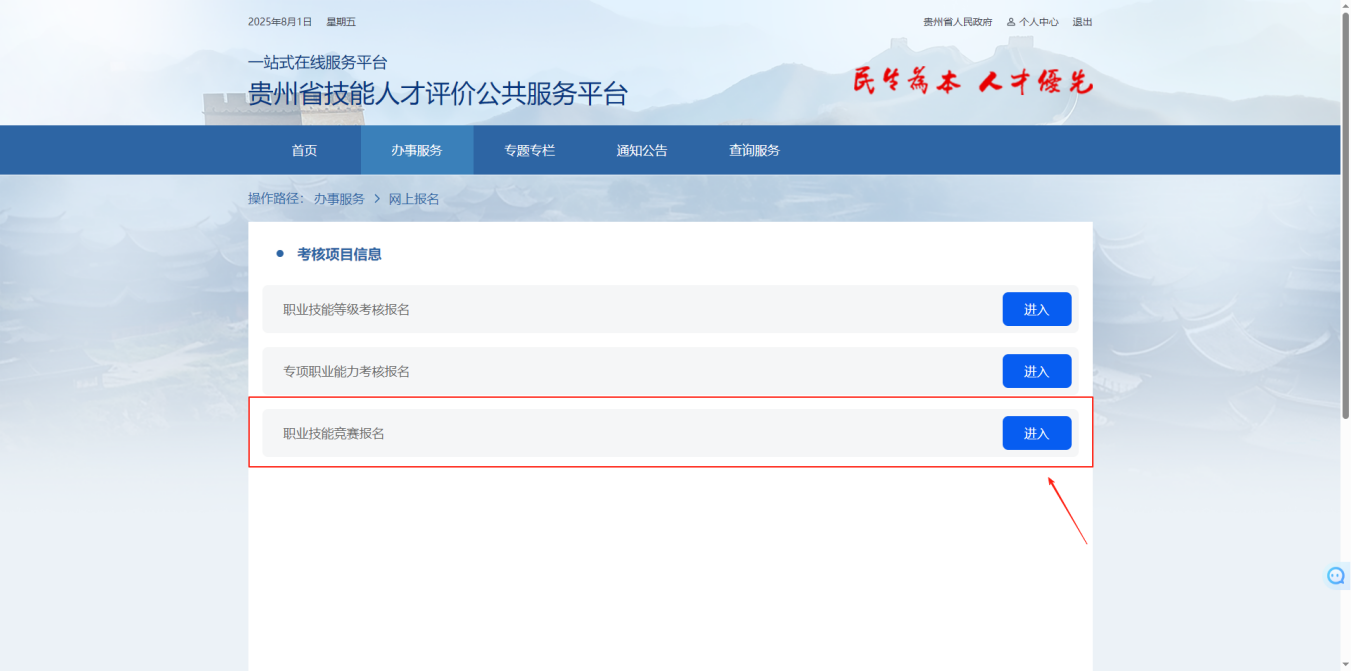 2025年8月1日 星期五 贵州省人民政府 个人中心 退出
一站式在线服务平台
贵州省技能人才评价公共服务平台
民生為本 人才優先
首页 办事服务 专题专栏 通知公告 查询服务
操作路径： 办事服务 > 网上报名
考核项目信息
职业技能等级考核报名 进入
专项职业能力考核报名 进入
职业技能竞赛报名 进入